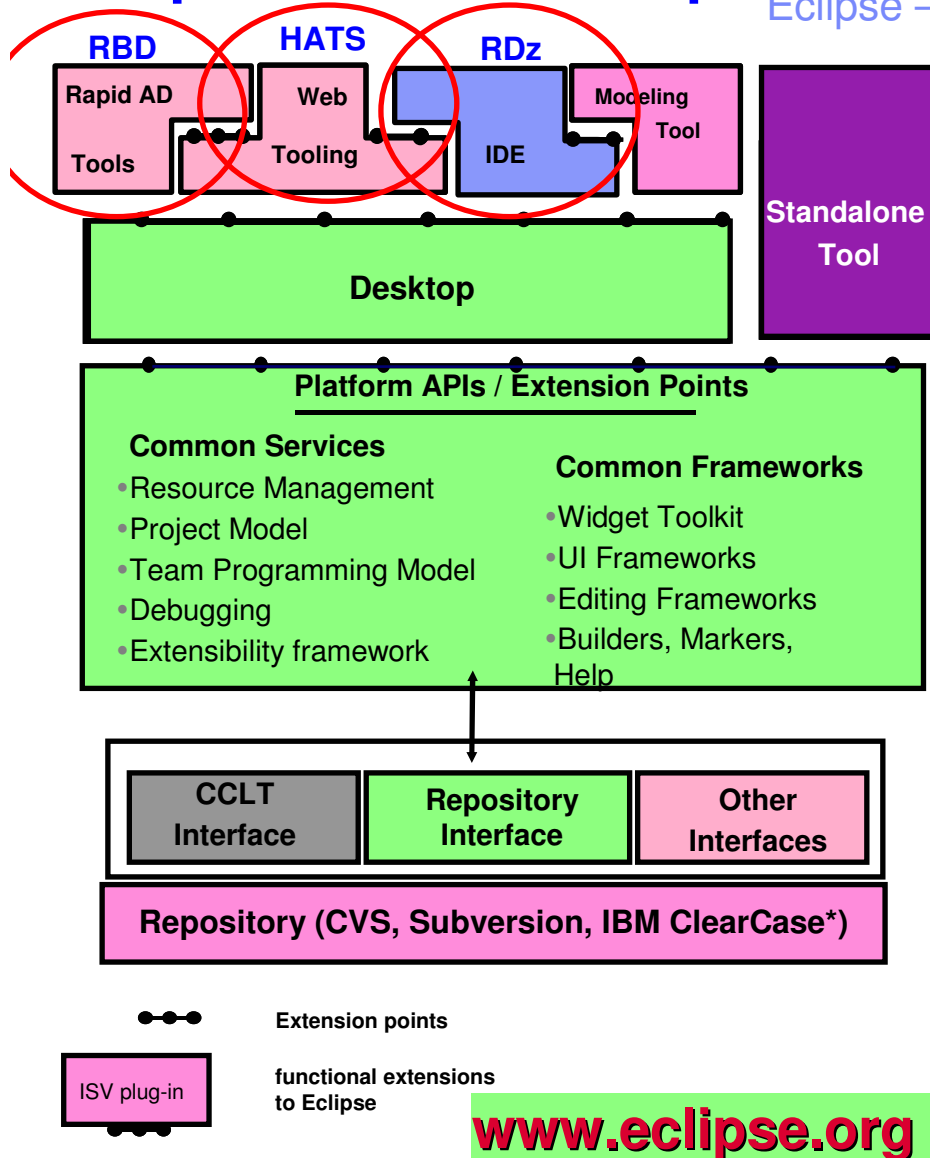 Eclipse –
RBD
HATS
RDz
Rapid AD
Tools
Web
Tooling
IDE
Modeling
Tool
Standalone
Tool
Desktop
Platform APIs / Extension Points
Common Services
•Resource Management
•Project Model
•Team Programming Model
•Debugging
•Extensibility framework
Common Frameworks
•Widget Toolkit
•UI Frameworks
•Editing Frameworks
•Builders, Markers,
Help
CCLT
Interface
Repository
Interface
Other
Interfaces
Repository (CVS, Subversion, IBM ClearCase*)
Extension points
ISV plug-in
functional extensions
to Eclipse
www.eclipse.org